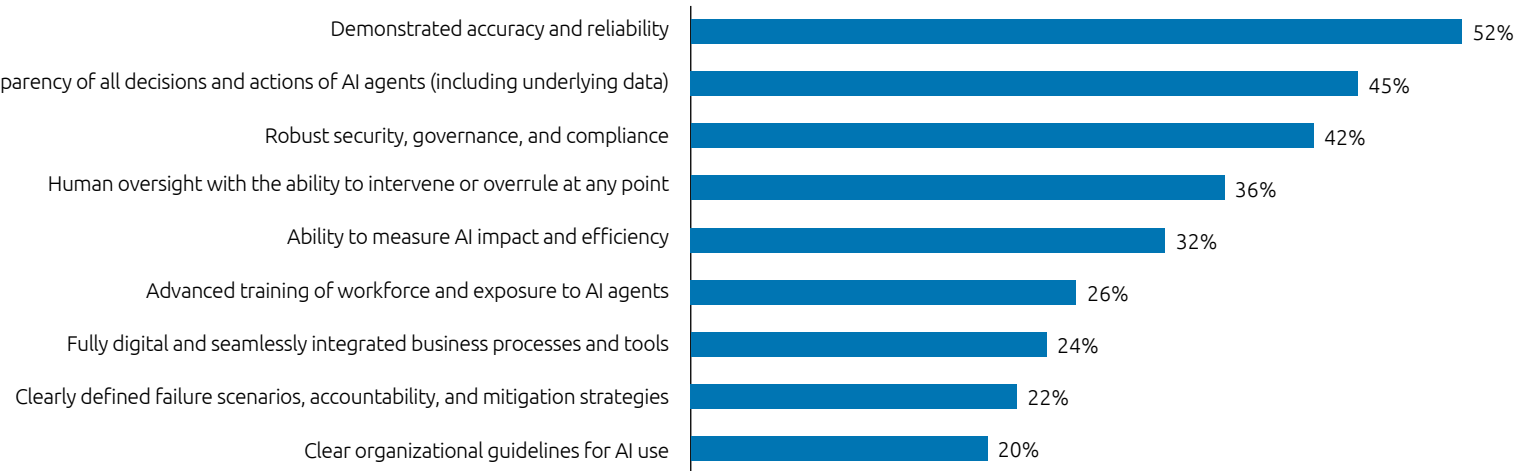 Demonstrated accuracy and reliability 52%
parency of all decisions and actions of AI agents (including underlying data) 45%
Robust security, governance, and compliance 42%
Human oversight with the ability to intervene or overrule at any point 36%
Ability to measure AI impact and efficiency 32%
Advanced training of workforce and exposure to AI agents 26%
Fully digital and seamlessly integrated business processes and tools 24%
Clearly defined failure scenarios, accountability, and mitigation strategies 22%
Clear organizational guidelines for AI use 20%